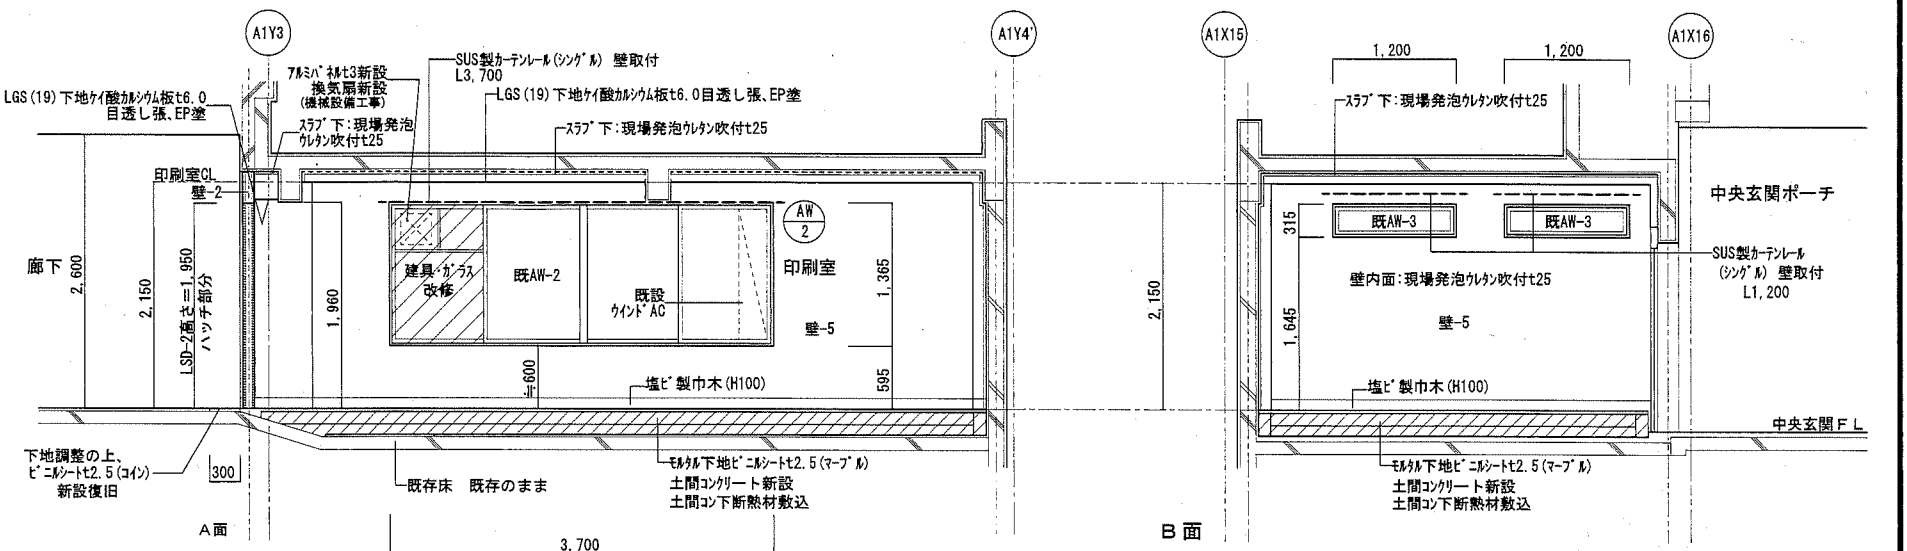 A1Y3
A1Y4'
A1X15
A1X16
1,200
1,200
アルミパネルt3新設
換気扇新設
(機械設備工事)
SUS製カーテンレール(シングル) 壁取付
L3,700
LGS(19)下地ケイ酸カルシウム板t6.0
目透し張、EP塗
LGS(19)下地ケイ酸カルシウム板t6.0目透し張、EP塗
スラブ下:現場発泡
ウレタン吹付t25
スラブ下:現場発泡ウレタン吹付t25
スラブ下:現場発泡ウレタン吹付t25
印刷室CL
壁-2
廊下
2,600
2,150
LSD-2高さ=1,950
ハッチ部分
1,960
建具・ガラス
改修
既AW-2
既設
ウインドAC
AW
2
印刷室
1,365
壁-5
595
≒600
塩ビ製巾木(H100)
2,150
315
既AW-3
既AW-3
壁内面:現場発泡ウレタン吹付t25
1,645
壁-5
塩ビ製巾木(H100)
中央玄関ポーチ
SUS製カーテンレール
(シングル) 壁取付
L1,200
中央玄関FL
下地調整の上、
ビニルシートt2.5(コイン)
新設復旧
300
既存床 既存のまま
モルタル下地ビニルシートt2.5(マーブル)
土間コンクリート新設
土間コン下断熱材敷込
モルタル下地ビニルシートt2.5(マーブル)
土間コンクリート新設
土間コン下断熱材敷込
A面
3,700
B面